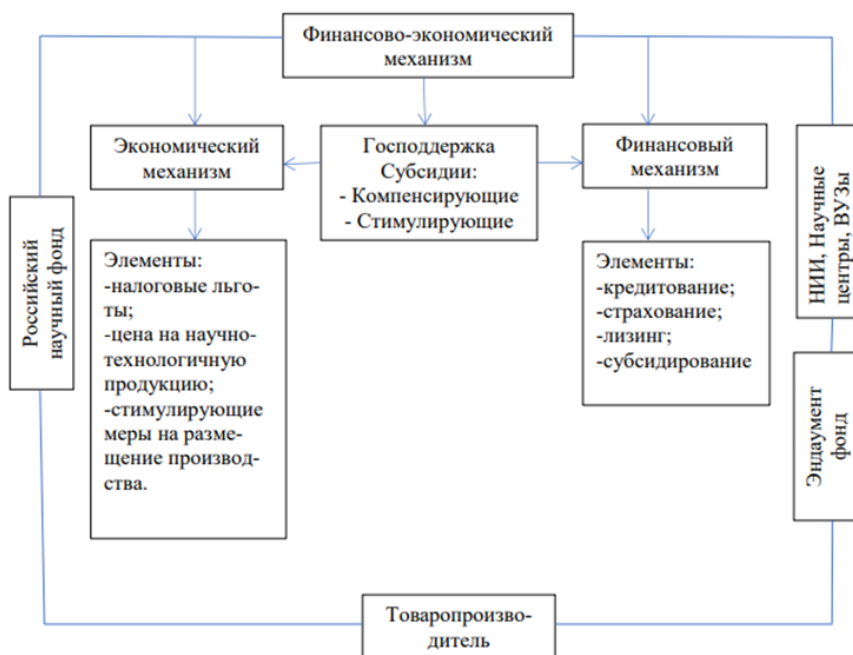 Финансово-экономический
механизм
Экономический
механизм
Господдержка
Субсидии:
- Компенсирующие
- Стимулирующие
Финансовый
механизм
Российский
научный фонд
НИИ, Научные
центры, ВУЗы
Элементы:
-налоговые льго-
ты;
-цена на научно-
технологичную
продукцию;
-стимулирующие
меры на разме-
щение производ-
ства.
Элементы:
-кредитование;
-страхование;
-лизинг;
-субсидирование
Эндаумент
фонд
Товаропроизво-
дитель